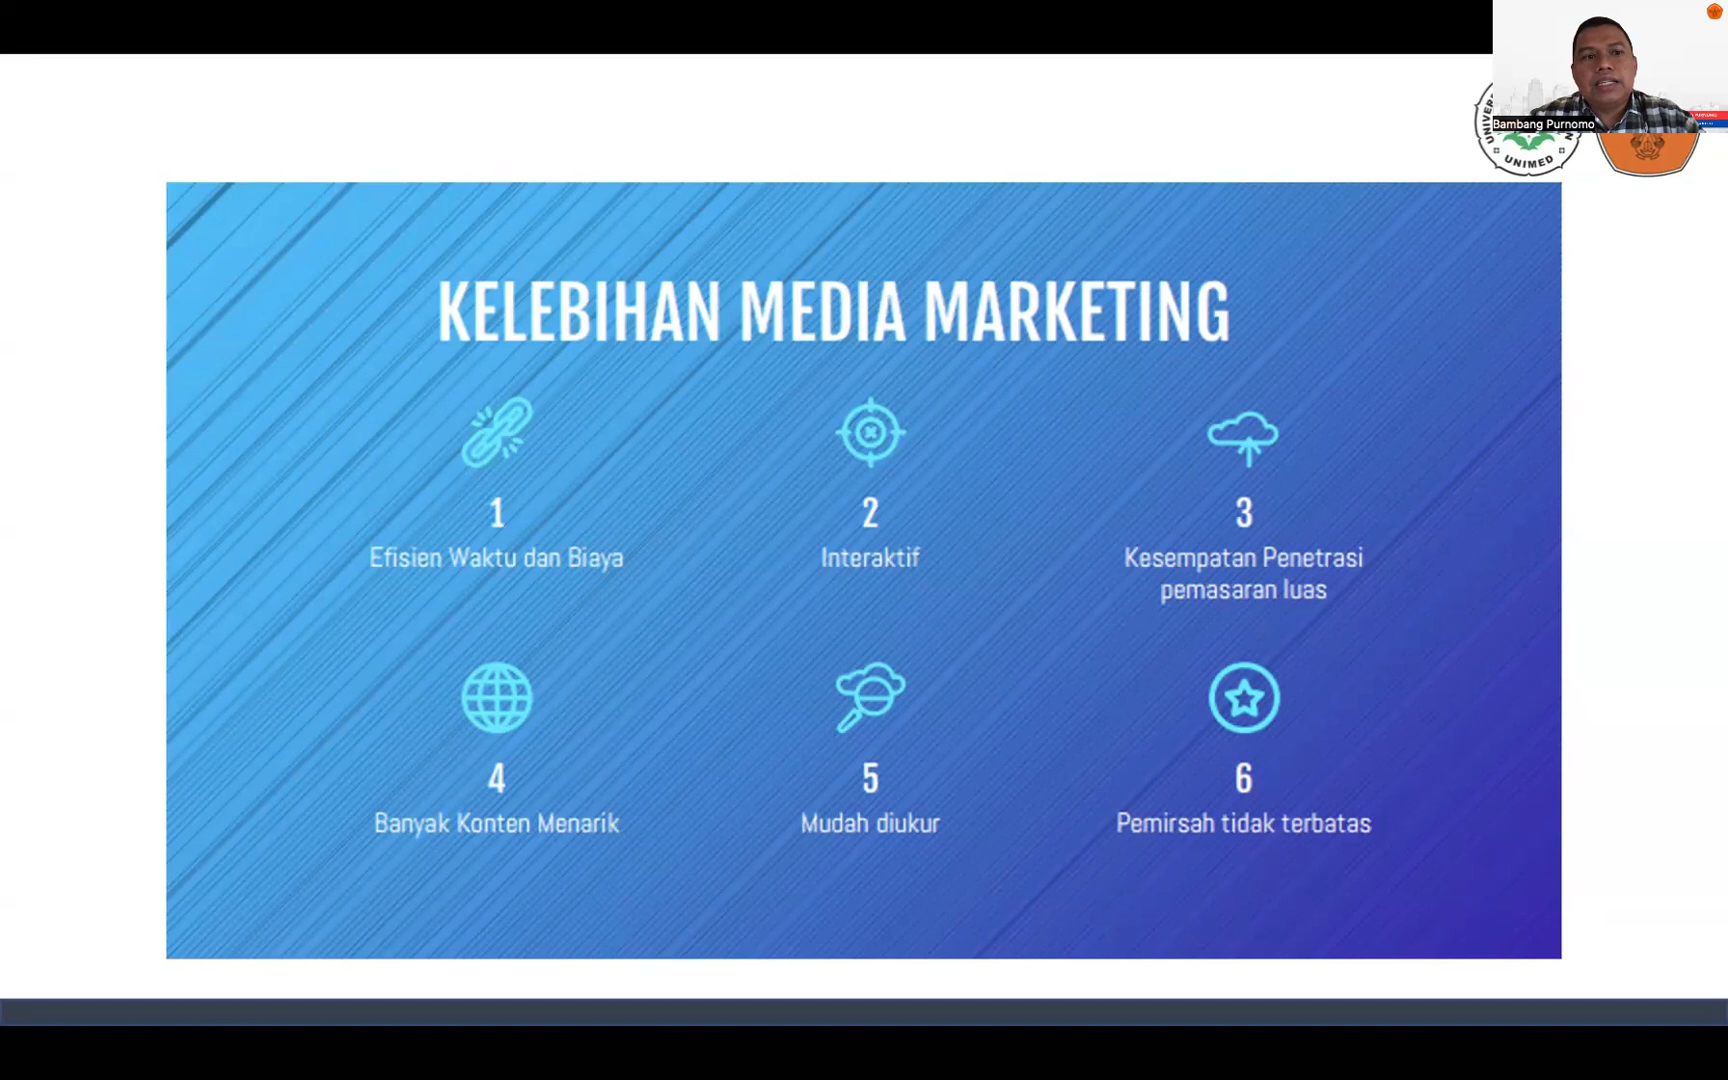 Bambang Purnomo
UNIMED
KELEBIHAN MEDIA MARKETING
1
Efisien Waktu dan Biaya
2
Interaktif
3
Kesempatan Penetrasi
pemasaran luas
4
Banyak Konten Menarik
5
Mudah diukur
6
Pemirsah tidak terbatas